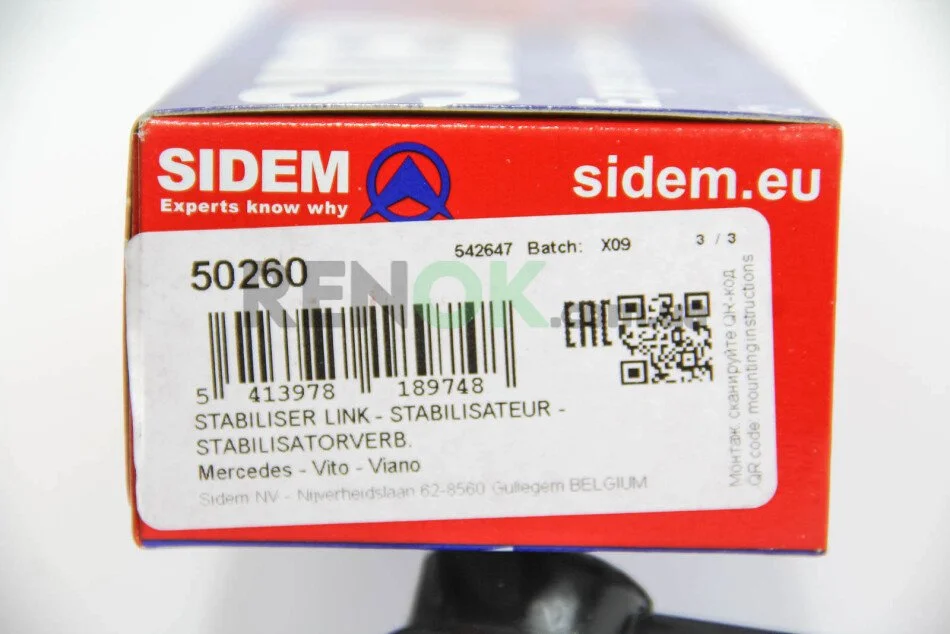 SIDEM
Experts know why
sidem.eu
542647 Batch: X09 3 / 3
50260
RENOK
EAC
5 413978 189748
STABILISER LINK - STABILISATEUR -
STABILISATORVERB.
Mercedes - Vito - Viano
Sidem NV - Nijverheidslaan 62-8560 Gullegem BELGIUM
Монтаж: сканируйте QR-код
QR code: mounting instructions